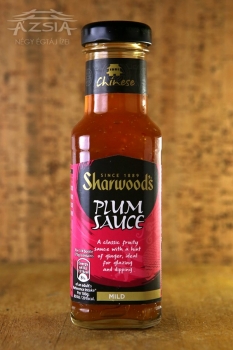 ÁZSIA
Chinese
SINCE 1889
Sharwood's
PLUM
SAUCE
A classic fruity
sauce with a hint
of ginger, ideal
for glazing
and dipping
MILD